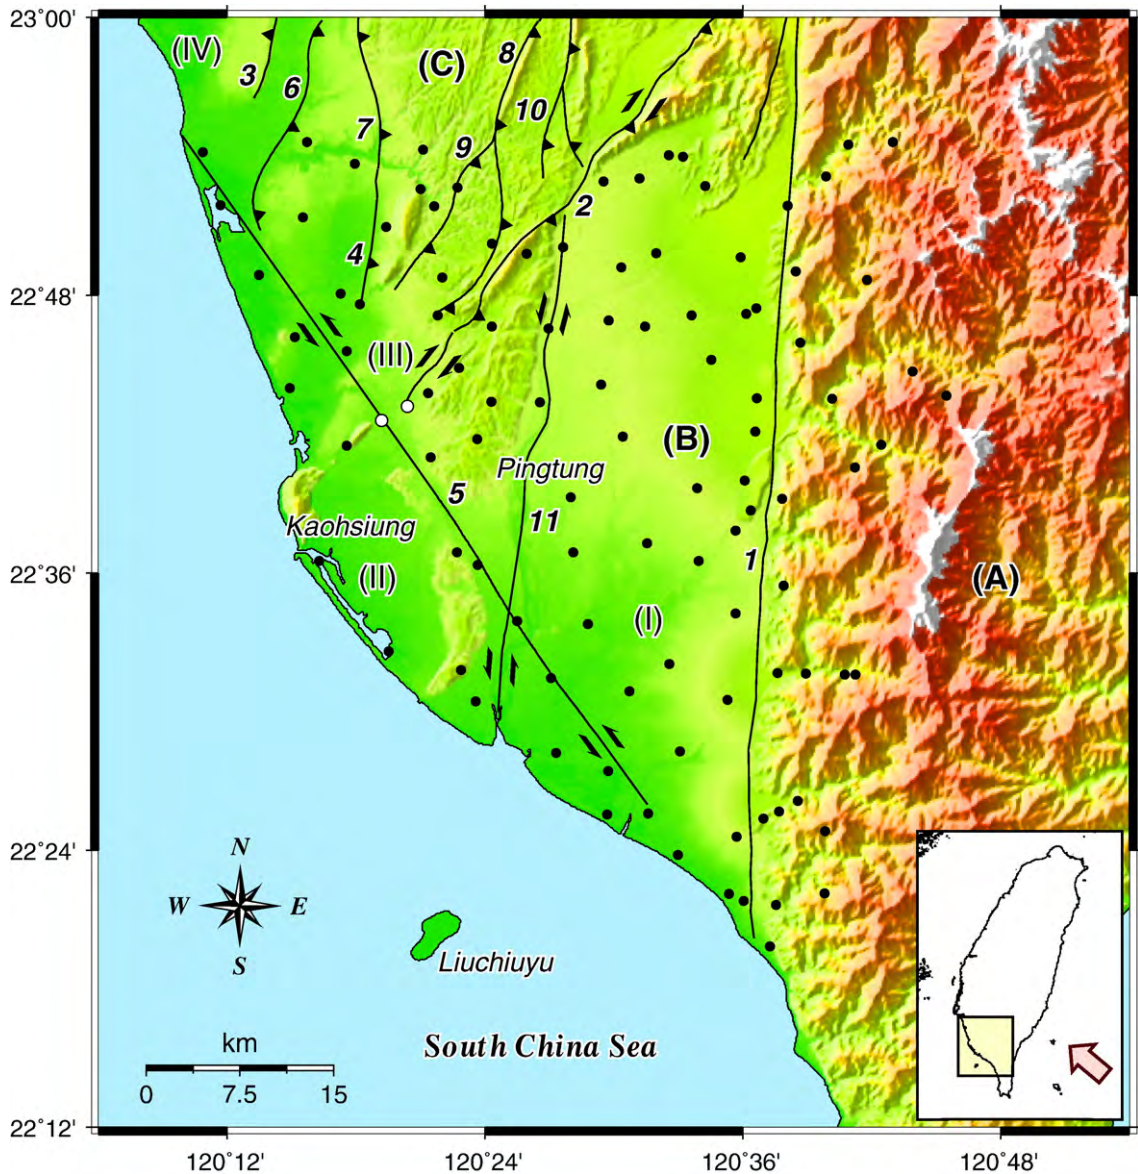 23°00'
(IV)
3
6
(C)
8
7
9
10
2
4
22°48'
(III)
(B)
Pingtung
5
11
Kaohsiung
22°36'
(II)
1
(A)
(I)
22°24'
N
W
E
S
Liuchiuyu
South China Sea
km
0
7.5
15
22°12'
120°12'
120°24'
120°36'
120°48'